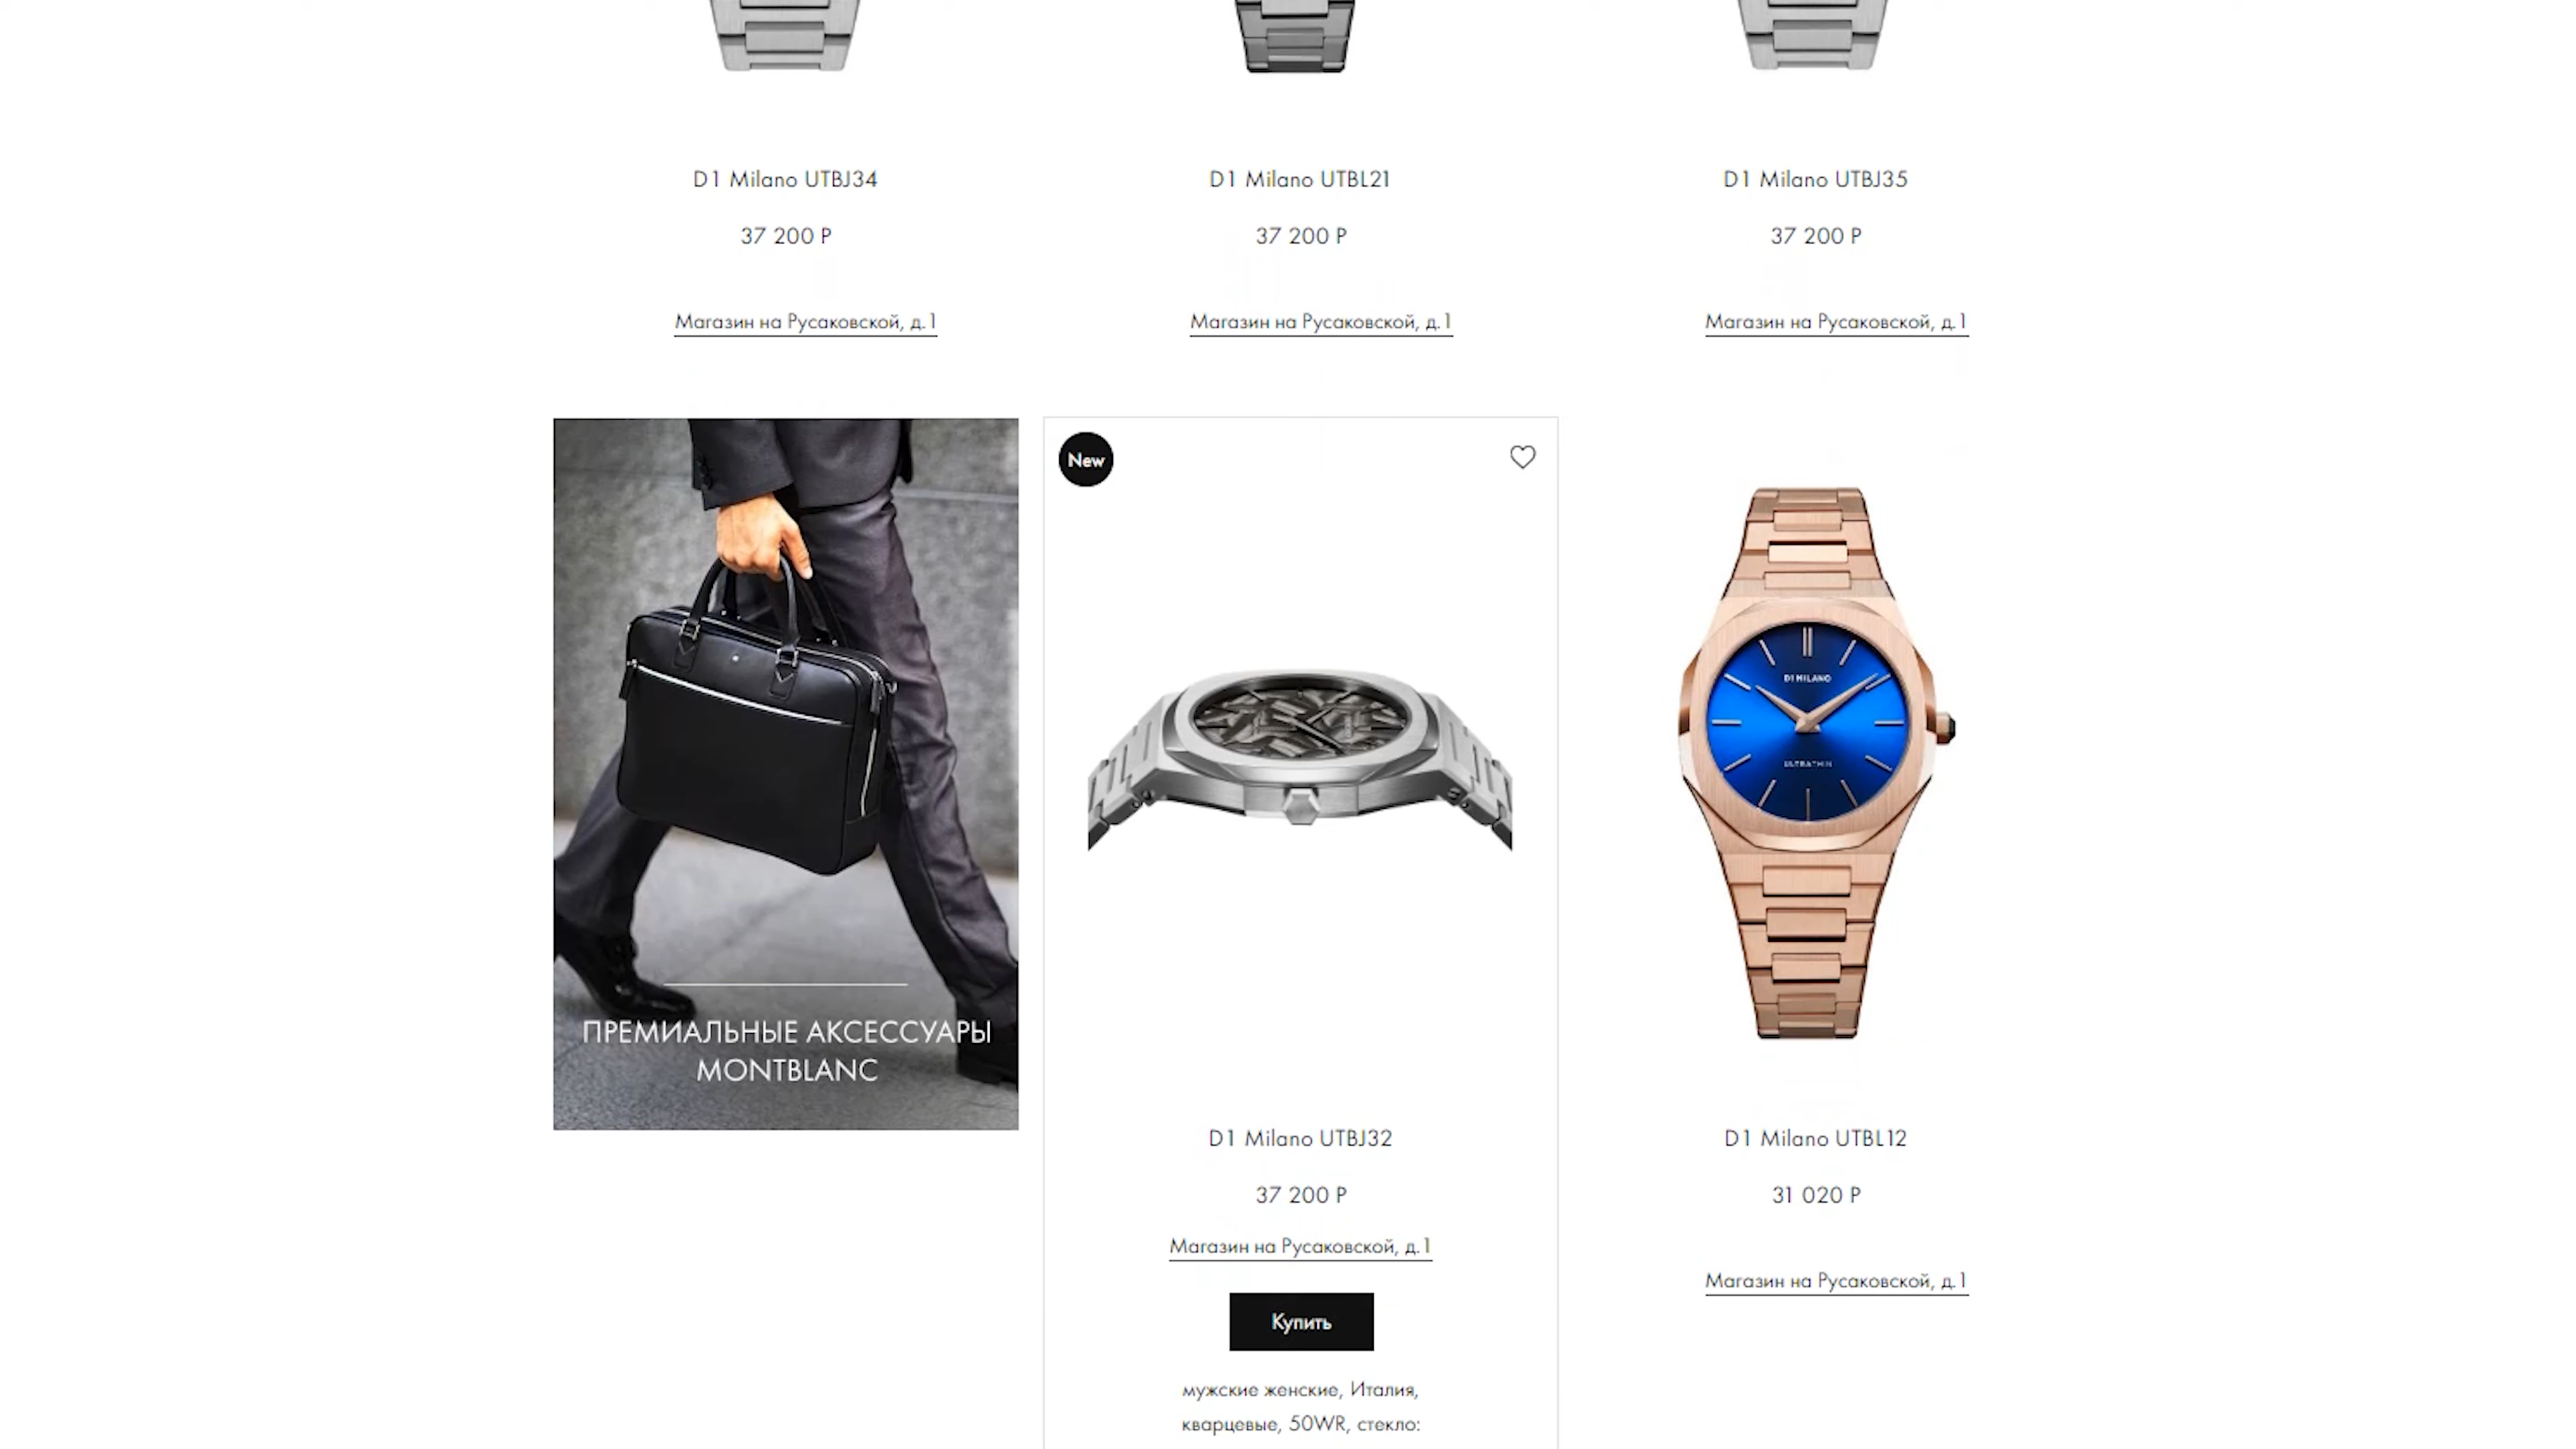 D1 Milano UTBJ34
37 200 Р
Магазин на Русаковской, д.1
D1 Milano UTBL21
37 200 Р
Магазин на Русаковской, д.1
D1 Milano UTBJ35
37 200 Р
Магазин на Русаковской, д.1
ПРЕМИАЛЬНЫЕ АКСЕССУАРЫ
MONTBLANC
New
D1 Milano UTBJ32
37 200 Р
Магазин на Русаковской, д.1
Купить
мужские женские, Италия,
кварцевые, 50WR, стекло:
D1 MILANO
ULTRATHIN
D1 Milano UTBL12
31 020 Р
Магазин на Русаковской, д.1